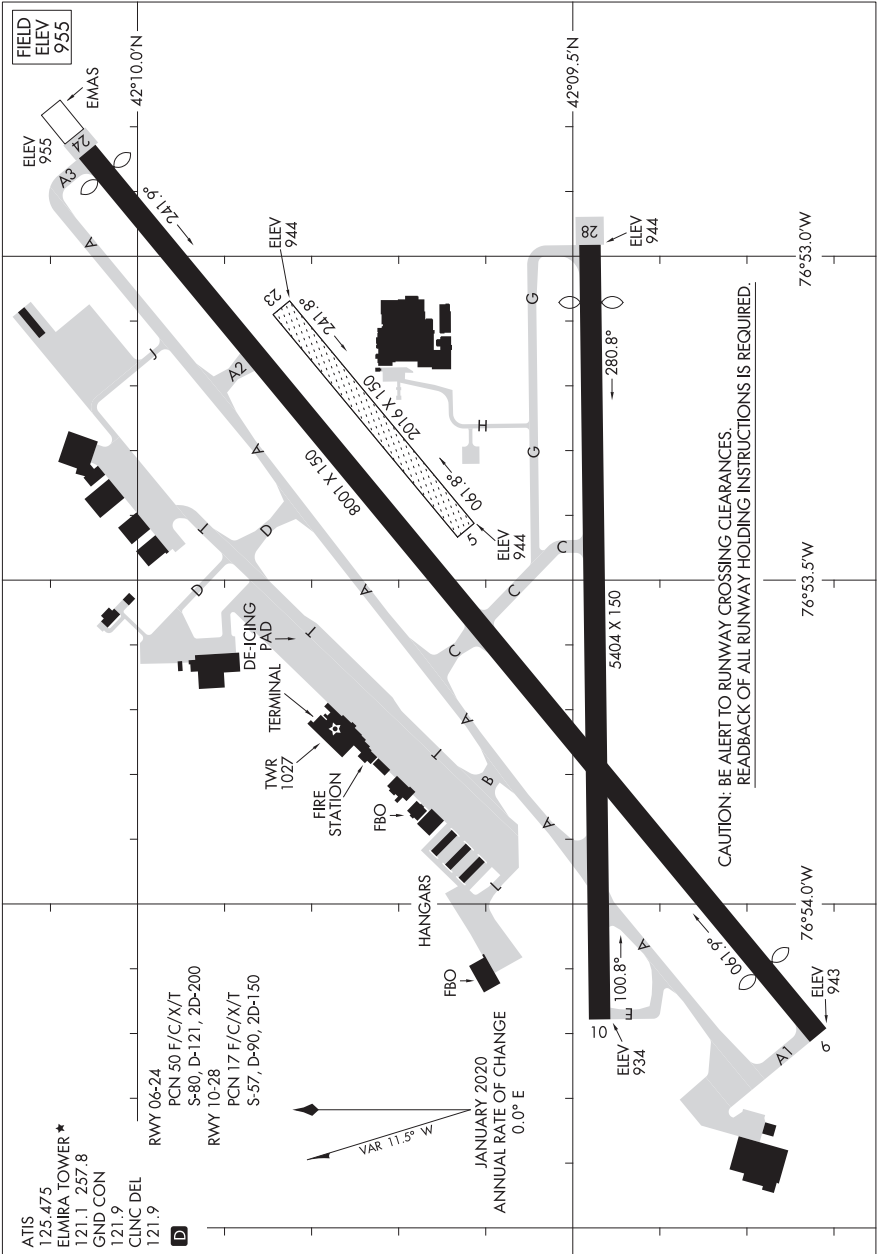 ATIS
125.475
ELMIRA TOWER★
121.1 257.8
GND CON
121.9
CLNC DEL
121.9
D
RWY 06-24
PCN 50 F/C/X/T
S-80, D-121, 2D-200
RWY 10-28
PCN 17 F/C/X/T
S-57, D-90, 2D-150
VAR 11.5° W
JANUARY 2020
ANNUAL RATE OF CHANGE
0.0° E
FIELD
ELEV
955
ELEV
955
EMAS
24
A3
A
241.9°
42°10.0'N
42°09.5'N
J
A2
A
8001 X 150
ELEV
944
23
241.8°
2016 X 150
061.8°
5
ELEV
944
H
G
G
28
ELEV
944
280.8°
76°53.0'W
T
D
D
A
DE-ICING
PAD
T
TERMINAL
TWR
1027
FIRE
STATION
FBO
T
B
A
C
C
C
5404 X 150
76°53.5'W
A
HANGARS
L
FBO
10
100.8°
E
ELEV
934
A
061.9°
A1
6
ELEV
943
76°54.0'W
CAUTION: BE ALERT TO RUNWAY CROSSING CLEARANCES.
READBACK OF ALL RUNWAY HOLDING INSTRUCTIONS IS REQUIRED.